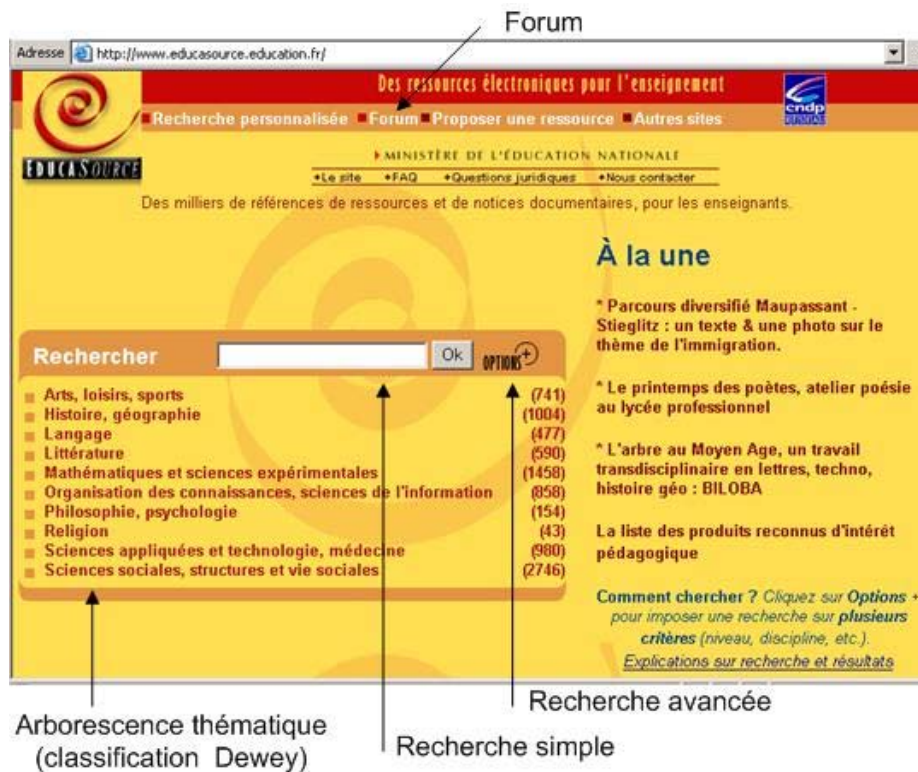 Forum
Adresse http://www.educasource.education.fr/
Des ressources électroniques pour l'enseignement
cndp
Recherche personnalisée Forum Proposer une ressource Autres sites
EDUCASOURCE
MINISTÈRE DE L'ÉDUCATION NATIONALE
Le site FAQ Questions juridiques Nous contacter
Des milliers de références de ressources et de notices documentaires, pour les enseignants.
Rechercher Ok OPTIONS+
Arts, loisirs, sports (741)
Histoire, géographie (1004)
Langage (477)
Littérature (590)
Mathématiques et sciences expérimentales (1458)
Organisation des connaissances, sciences de l'information (858)
Philosophie, psychologie (154)
Religion (43)
Sciences appliquées et technologie, médecine (980)
Sciences sociales, structures et vie sociales (2746)
À la une
* Parcours diversifié Maupassant -
Stieglitz : un texte & une photo sur le
thème de l'immigration.
* Le printemps des poètes, atelier poésie
au lycée professionnel
* L'arbre au Moyen Age, un travail
transdisciplinaire en lettres, techno,
histoire géo : BILOBA
La liste des produits reconnus d'intérêt
pédagogique
Comment chercher ? Cliquez sur Options +
pour imposer une recherche sur plusieurs
critères (niveau, discipline, etc.).
Explications sur recherche et résultats
Arborescence thématique
(classification Dewey)
Recherche simple
Recherche avancée